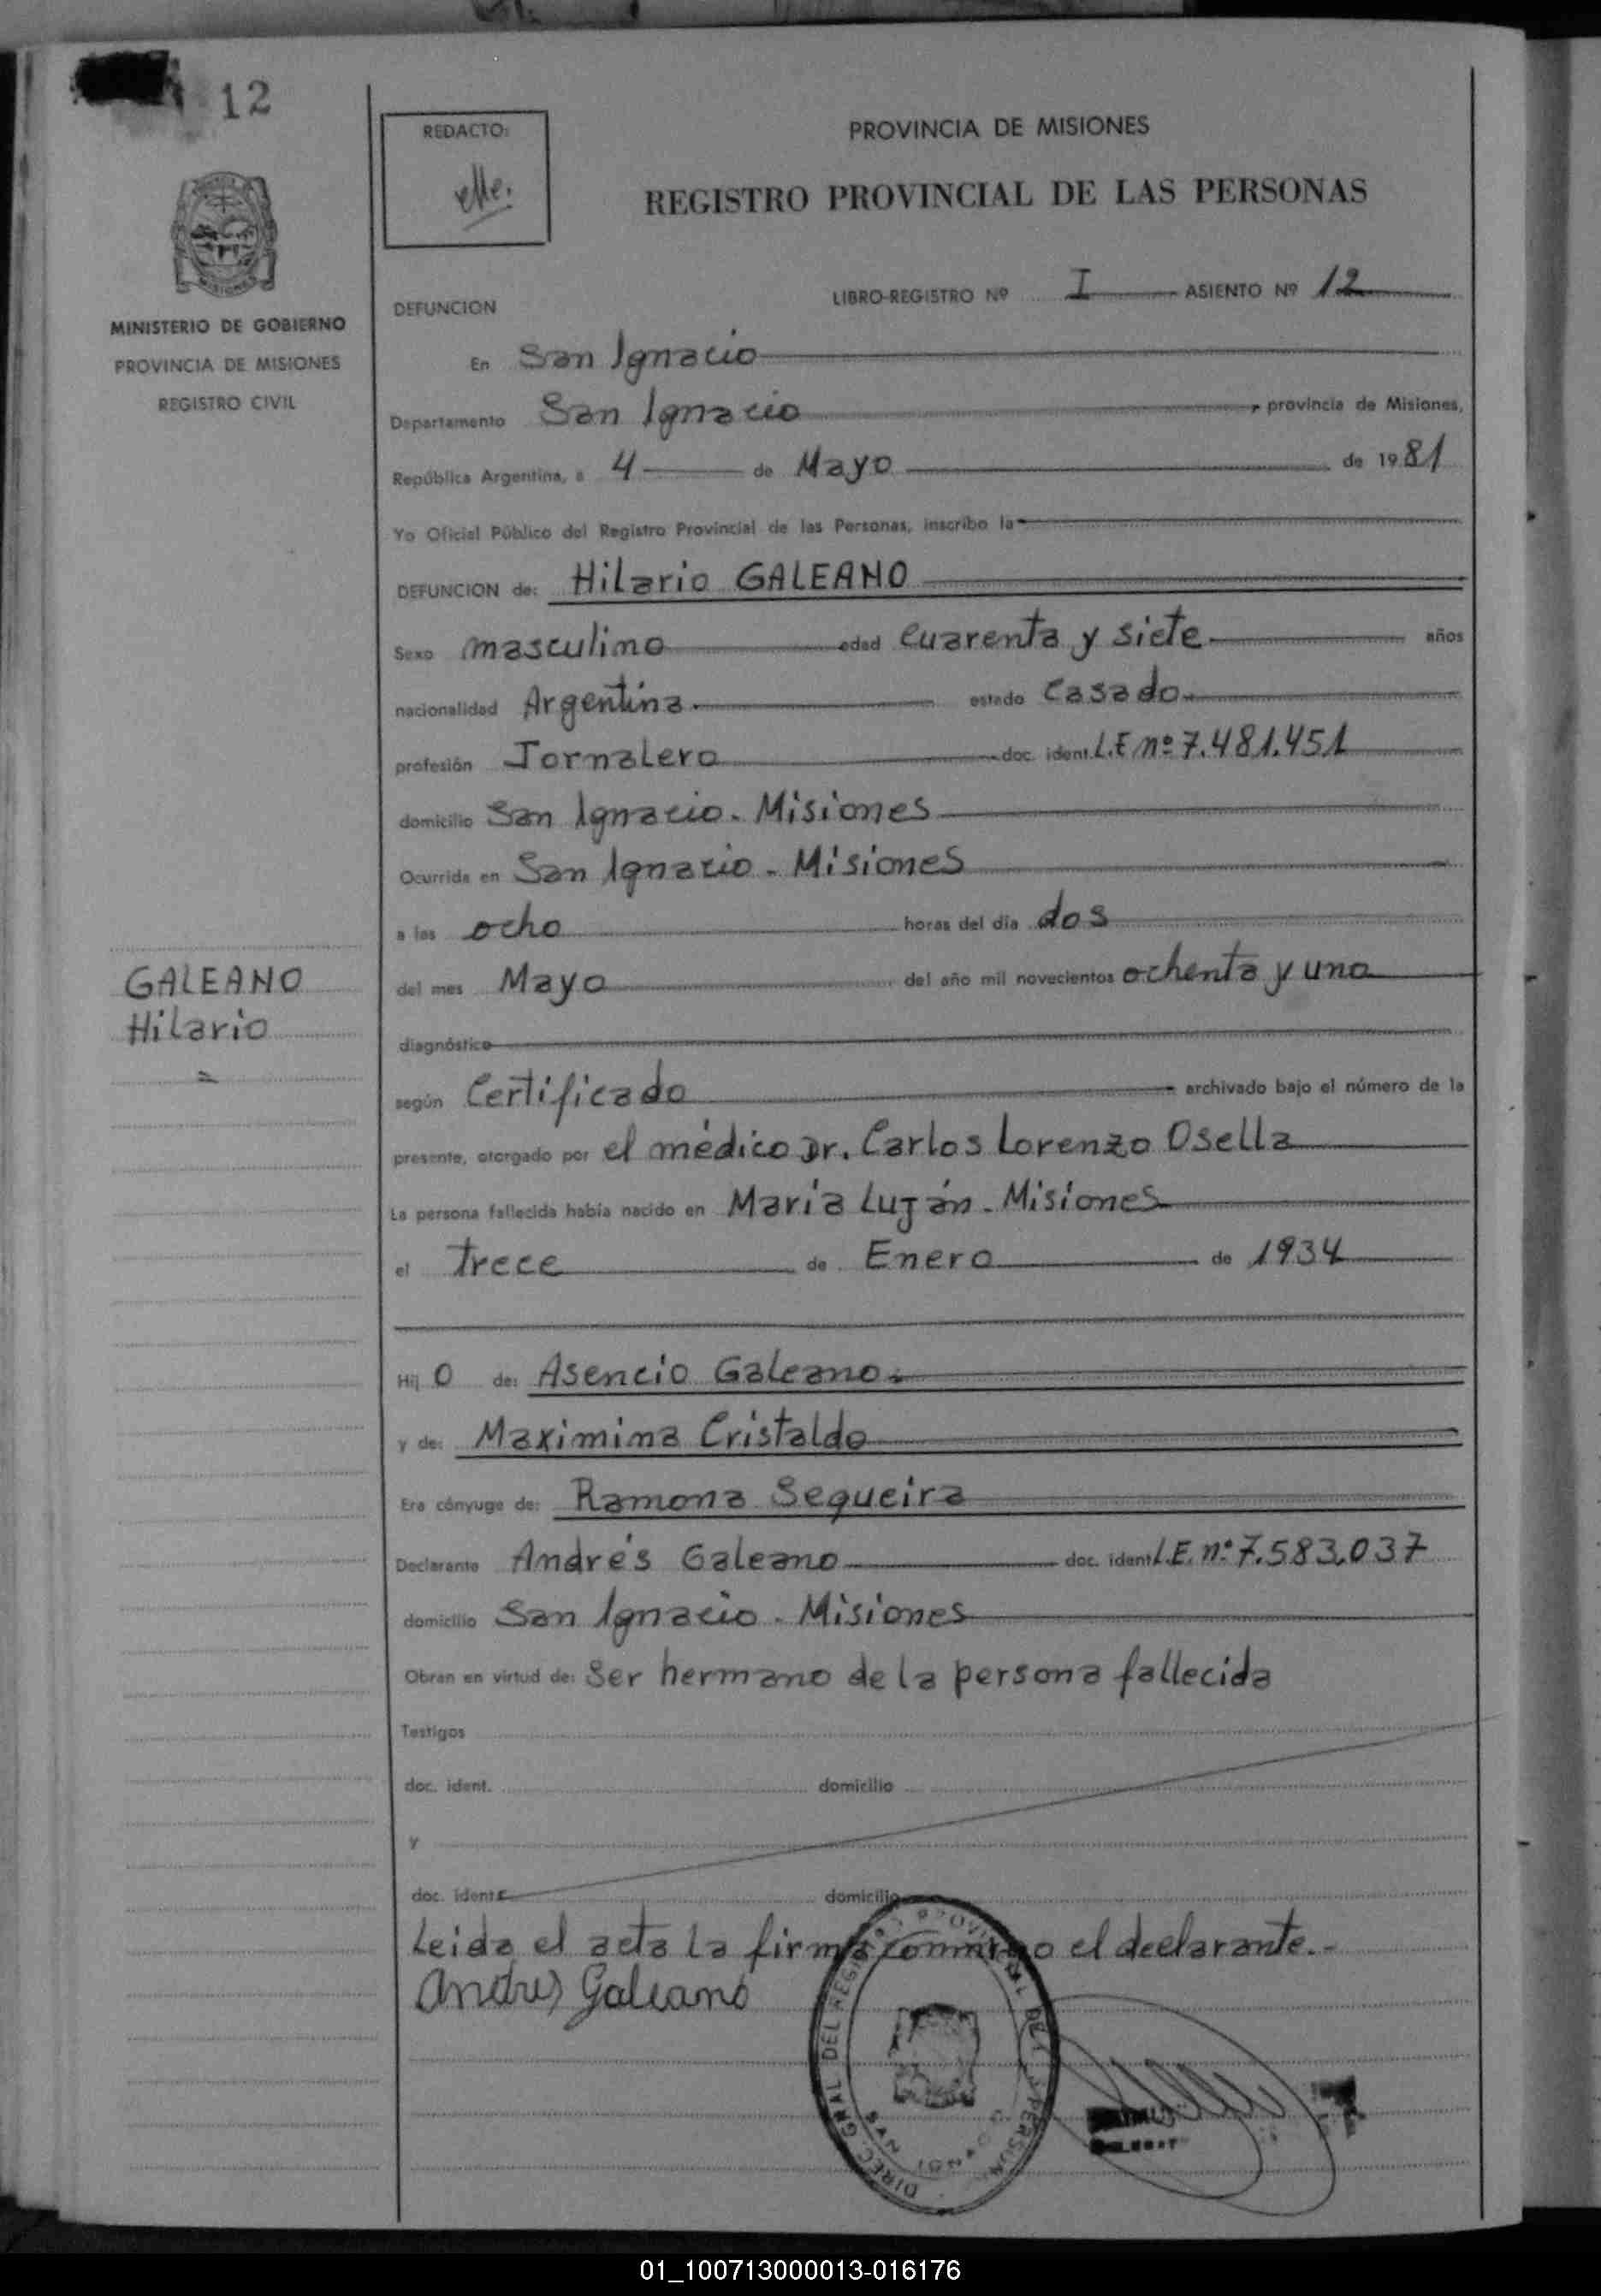 12
REDACTO:
PROVINCIA DE MISIONES
REGISTRO PROVINCIAL DE LAS PERSONAS
MINISTERIO DE GOBIERNO
PROVINCIA DE MISIONES
REGISTRO CIVIL
DEFUNCION
LIBRO-REGISTRO Nº I ASIENTO Nº 12
En San Ignacio
Departamento San Ignacio, provincia de Misiones,
República Argentina, a 4 de Mayo de 1981
Yo Oficial Público del Registro Provincial de las Personas, inscribo la
DEFUNCION de: Hilario GALEANO
Sexo masculino edad Cuarenta y siete años
nacionalidad Argentina estado Casado
profesión Jornalero doc. ident. L.E nº 7.481.451
domicilio San Ignacio. Misiones
Ocurrida en San Ignacio - Misiones
a las ocho horas del día dos
del mes Mayo del año mil novecientos ochenta y uno
GALEANO
Hilario
diagnóstico
según Certificado archivado bajo el número de la
presente, otorgado por el médico Dr. Carlos Lorenzo Osella
La persona fallecida había nacido en María Luján - Misiones
el trece de Enero de 1934
Hij o de: Asencio Galeano
y de: Maximina Cristaldo
Era cónyuge de: Ramona Sequeira
Declarante Andrés Galeano doc. ident L.E. nº 7.583.037
domicilio San Ignacio - Misiones
Obran en virtud de: Ser hermano de la persona fallecida
Testigos
doc. ident. domicilio
y
doc. ident. domicilio
Leida el acta la firma conmigo el declarante.-
Andres Galeano
DIREC. GRAL DEL REGISTRO PROVINCIAL DE PERSONAS
01_100713000013-016176